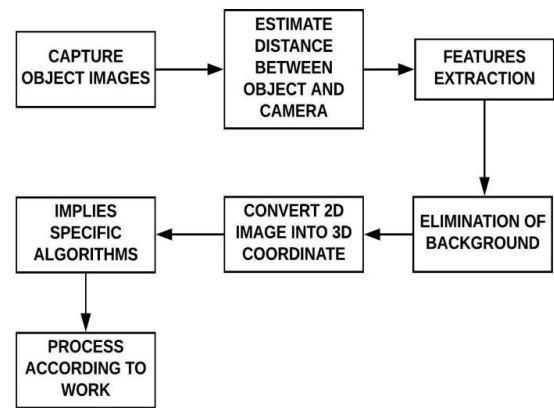 CAPTURE
OBJECT IMAGES
ESTIMATE
DISTANCE
BETWEEN
OBJECT AND
CAMERA
FEATURES
EXTRACTION
ELIMINATION OF
BACKGROUND
CONVERT 2D
IMAGE INTO 3D
COORDINATE
IMPLIES
SPECIFIC
ALGORITHMS
PROCESS
ACCORDING TO
WORK